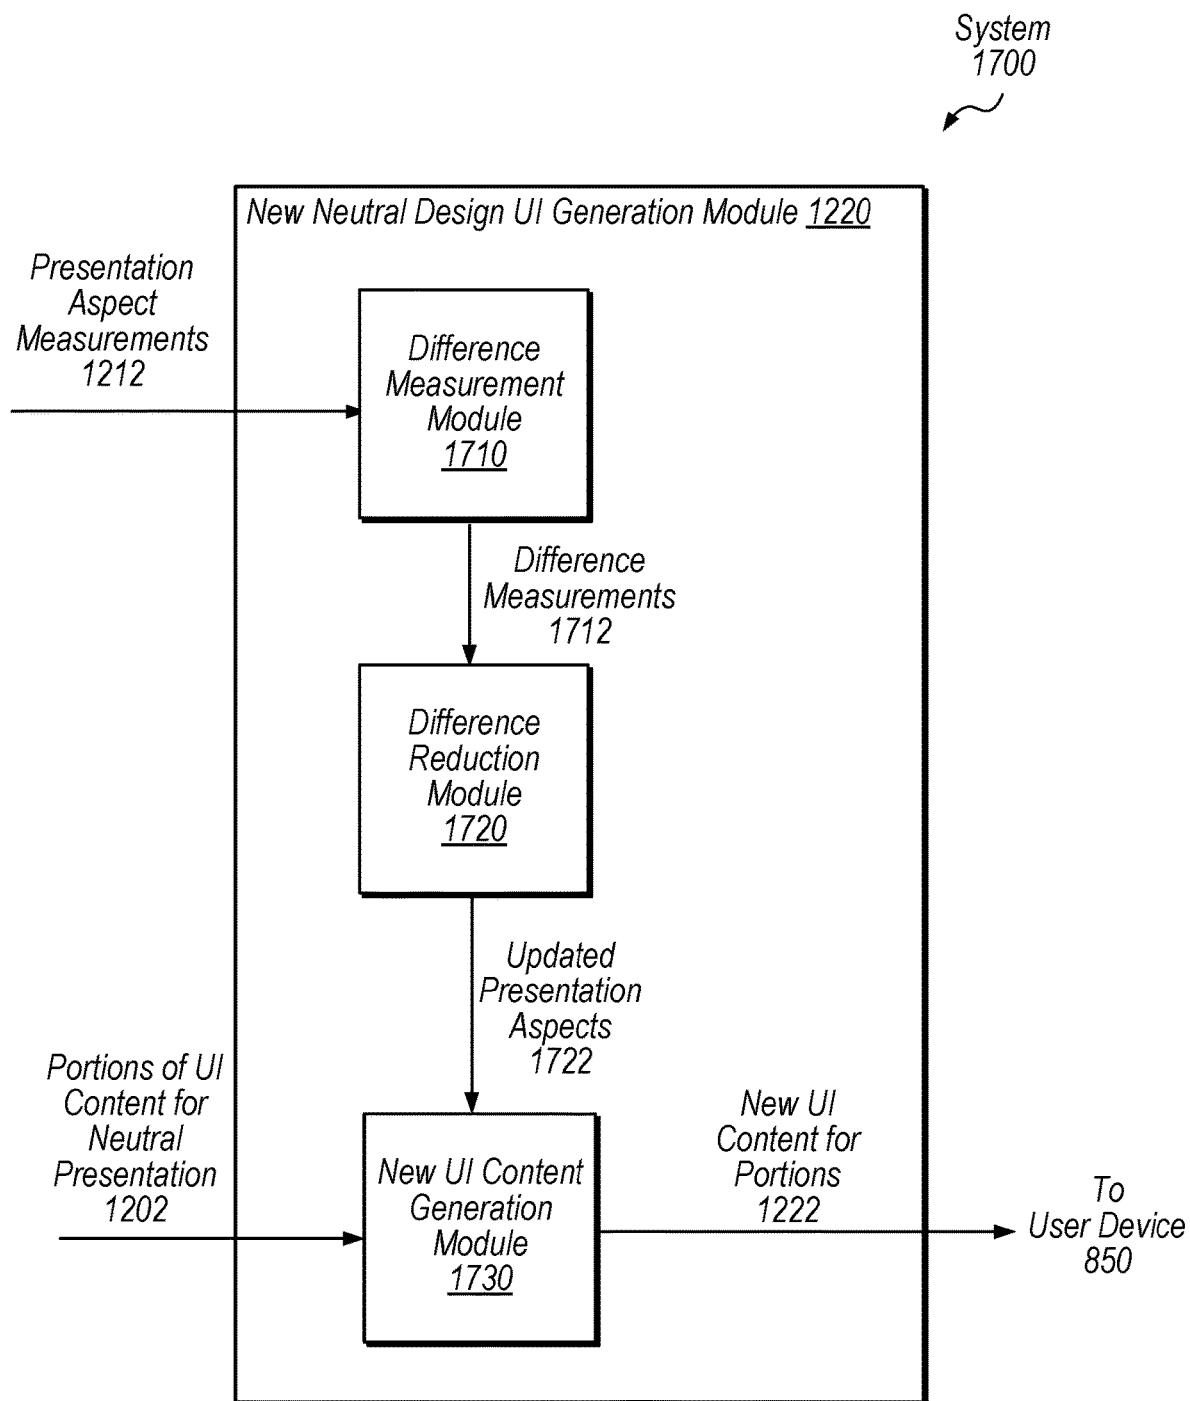 System
1700
New Neutral Design UI Generation Module 1220
Presentation
Aspect
Measurements
1212
Difference
Measurement
Module
1710
Difference
Measurements
1712
Difference
Reduction
Module
1720
Updated
Presentation
Aspects
1722
Portions of UI
Content for
Neutral
Presentation
1202
New UI Content
Generation
Module
1730
New UI
Content for
Portions
1222
To
User Device
850